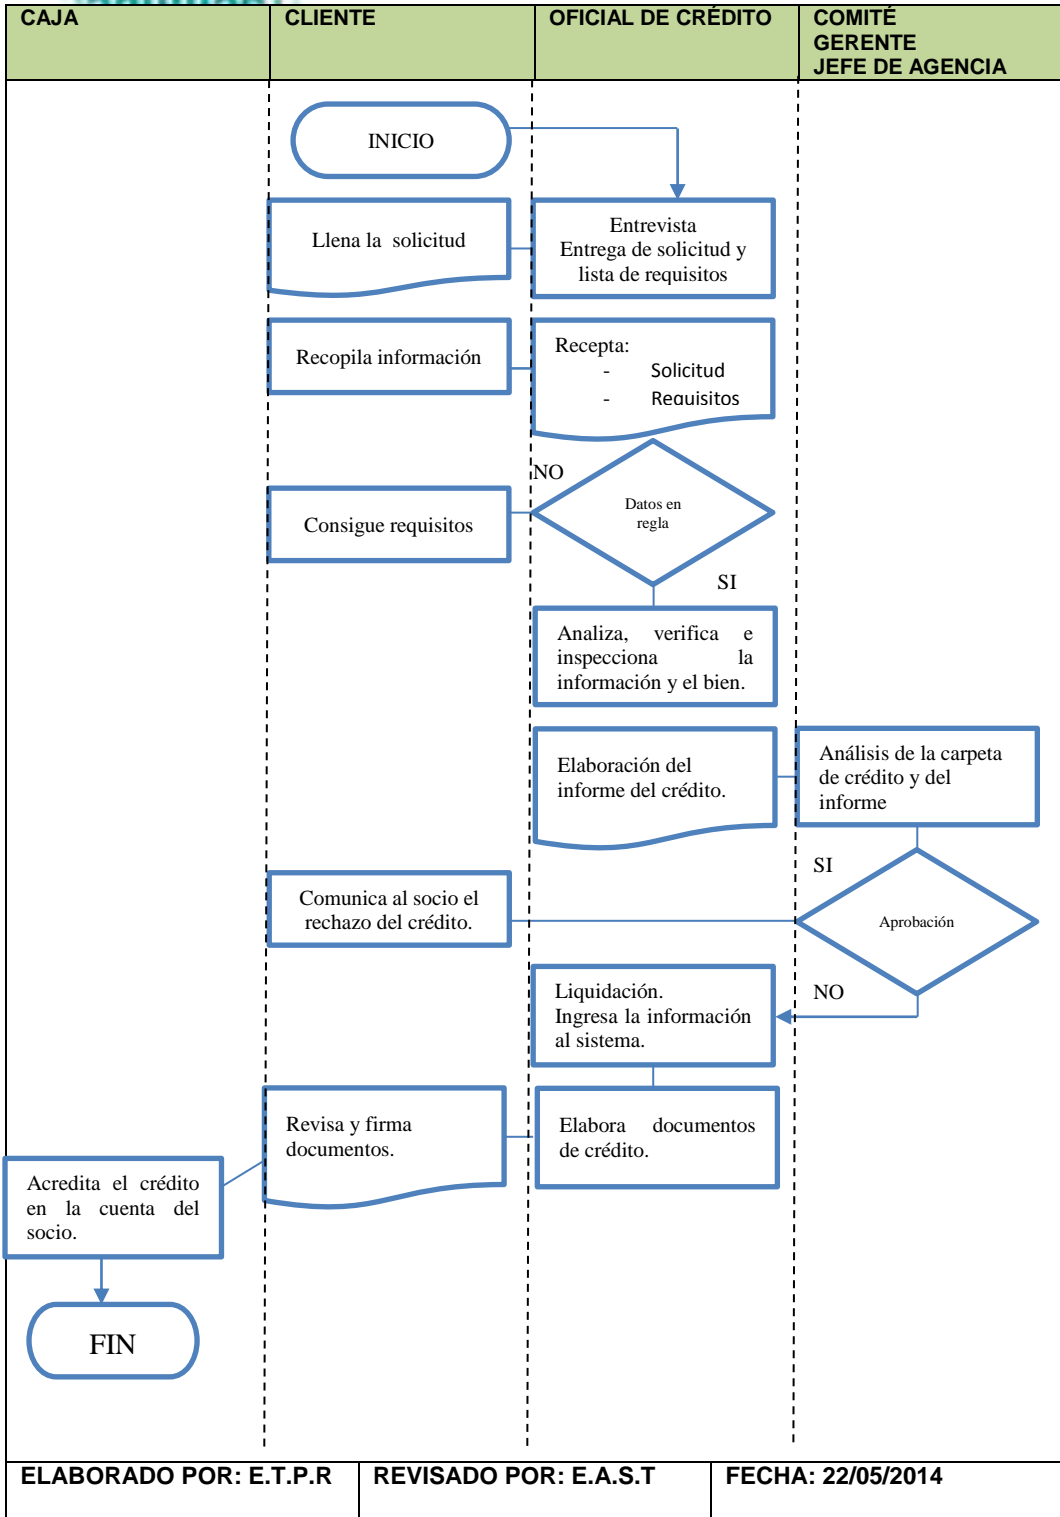 CAJA
CLIENTE
OFICIAL DE CRÉDITO
COMITÉ
GERENTE
JEFE DE AGENCIA
INICIO
Llena la solicitud
Entrevista
Entrega de solicitud y
lista de requisitos
Recopila información
Recepta:
- Solicitud
- Requisitos
NO
Consigue requisitos
Datos en
regla
SI
Analiza, verifica e
inspecciona la
información y el bien.
Elaboración del
informe del crédito.
Análisis de la carpeta
de crédito y del
informe
SI
Comunica al socio el
rechazo del crédito.
Aprobación
Liquidación.
Ingresa la información
al sistema.
NO
Revisa y firma
documentos.
Elabora documentos
de crédito.
Acredita el crédito
en la cuenta del
socio.
FIN
ELABORADO POR: E.T.P.R
REVISADO POR: E.A.S.T
FECHA: 22/05/2014